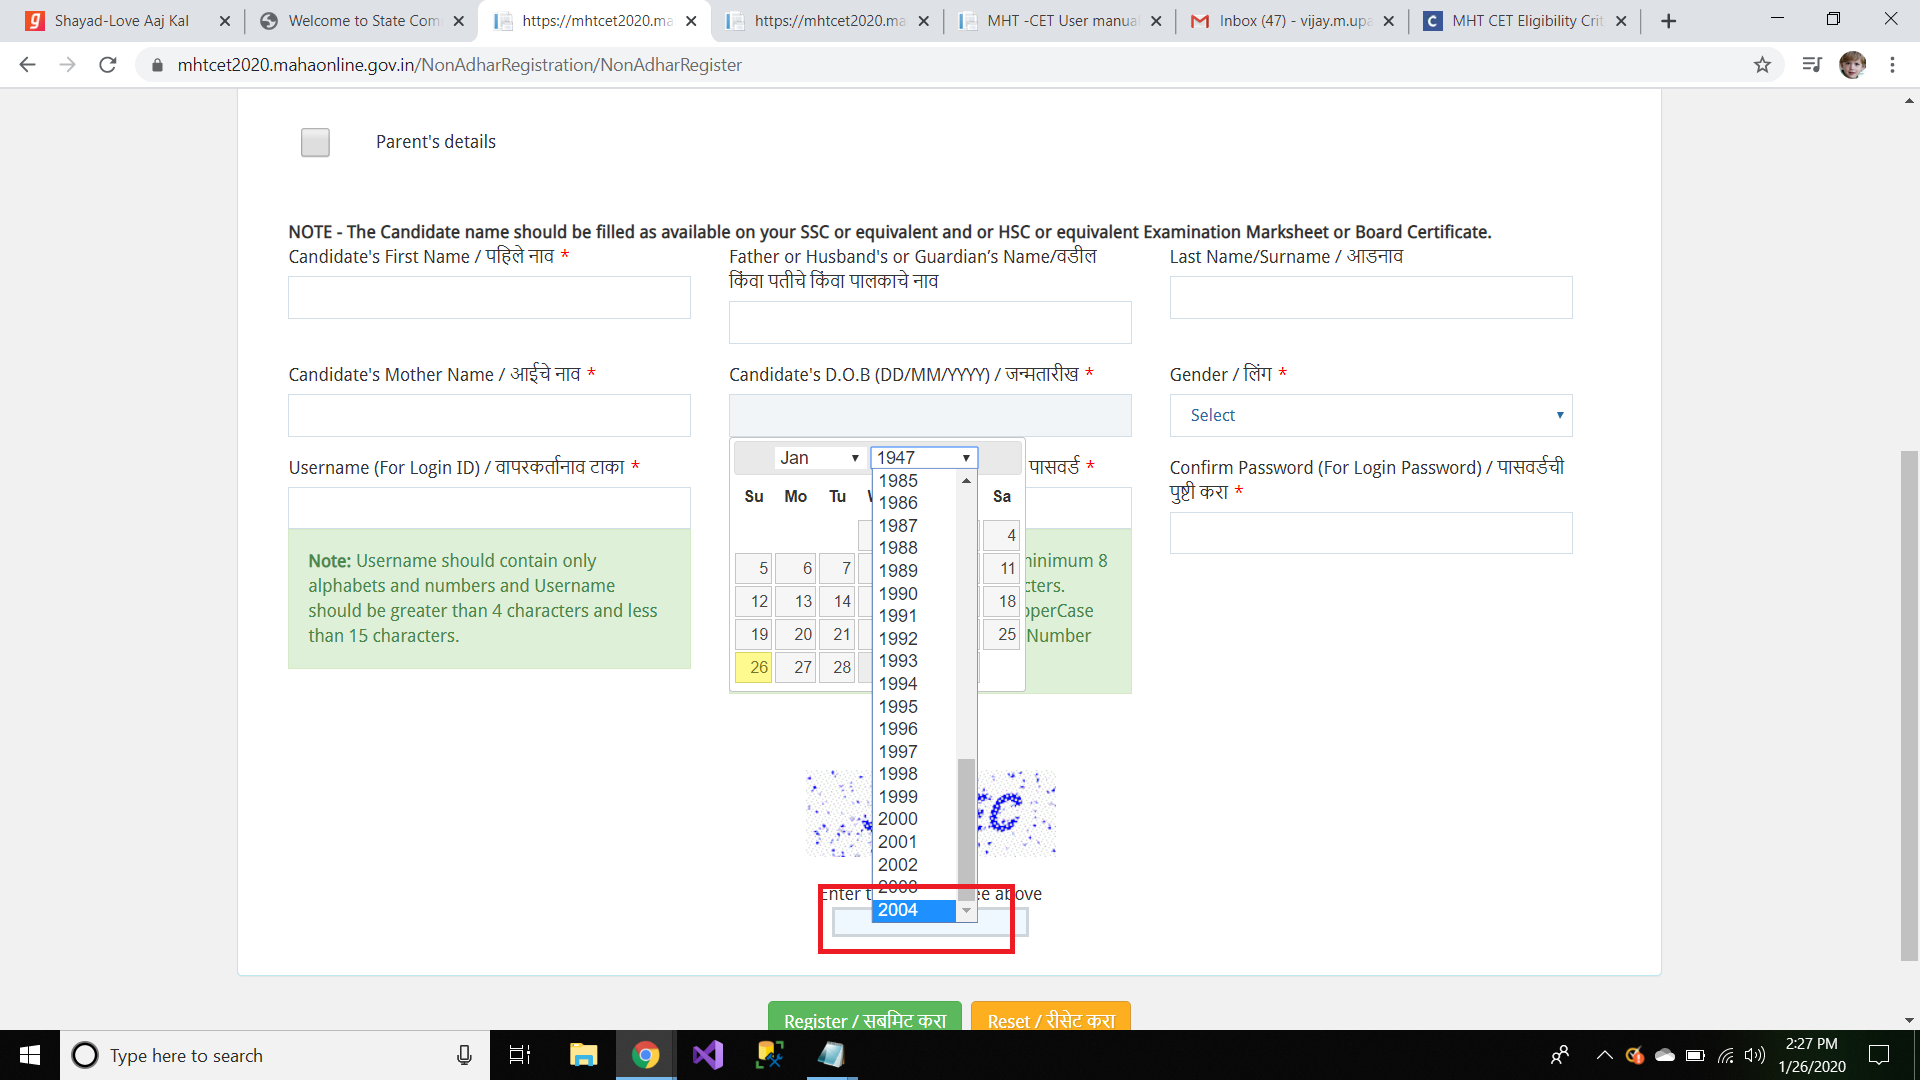 Shayad-Love Aaj Kal
Welcome to State Com
https://mhtcet2020.ma
https://mhtcet2020.ma
MHT -CET User manua
Inbox (47) - vijay.m.upa
MHT CET Eligibility Crit
mhtcet2020.mahaonline.gov.in/NonAdharRegistration/NonAdharRegister
Parent's details
NOTE - The Candidate name should be filled as available on your SSC or equivalent and or HSC or equivalent Examination Marksheet or Board Certificate.
Candidate's First Name / पहिले नाव *
Father or Husband's or Guardian's Name/वडील
किंवा पतीचे किंवा पालकाचे नाव
Last Name/Surname / आडनाव
Candidate's Mother Name / आईचे नाव *
Candidate's D.O.B (DD/MM/YYYY) / जन्मतारीख *
Gender / लिंग *
Select
Jan 1947
Username (For Login ID) / वापरकर्तानाव टाका *
पासवर्ड *
Confirm Password (For Login Password) / पासवर्डची
पुष्टी करा *
Su Mo Tu Sa
4
5 6 7 11
12 13 14 18
19 20 21 25
26 27 28
1985
1986
1987
1988
1989
1990
1991
1992
1993
1994
1995
1996
1997
1998
1999
2000
2001
2002
2003
2004
Note: Username should contain only
alphabets and numbers and Username
should be greater than 4 characters and less
than 15 characters.
inimum 8
cters.
pperCase
Number
C
Enter t ee above
Register / सबमिट करा
Reset / रीसेट करा
Type here to search
2:27 PM
1/26/2020